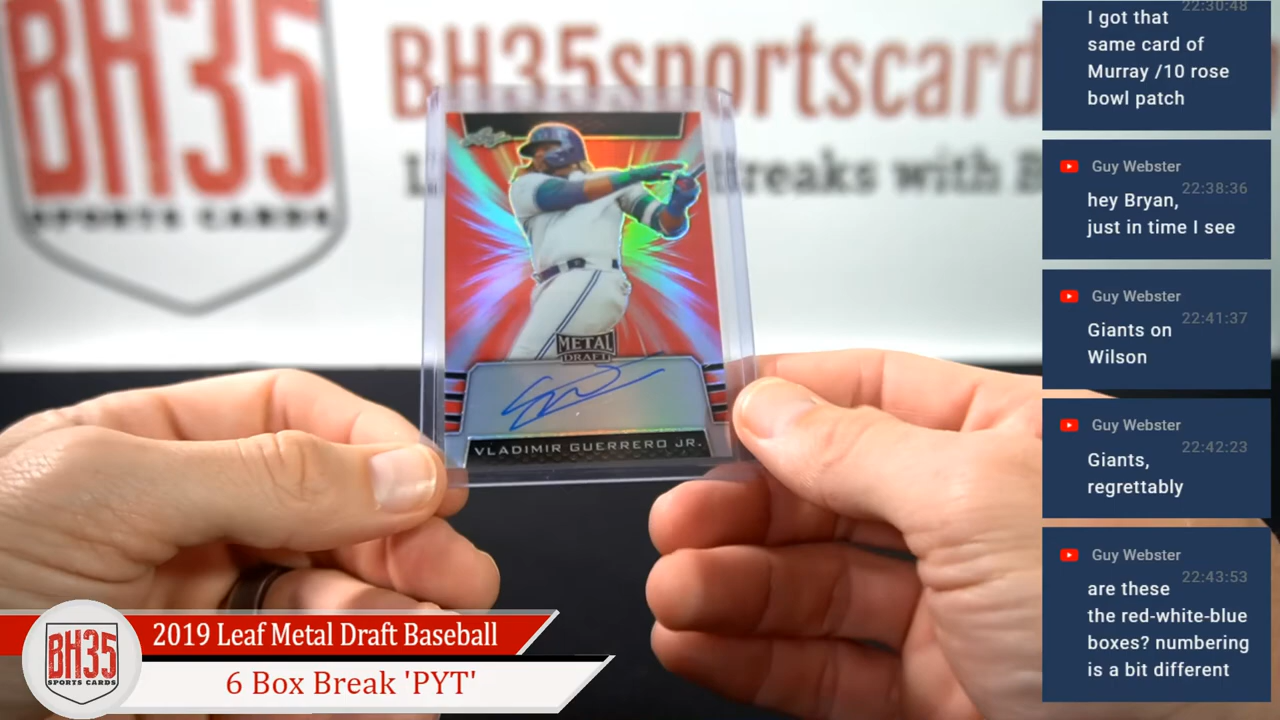 BH35
SPORTS CARDS
BH35sportscard
reaks with B
METAL
DRAFT
VLADIMIR GUERRERO JR.
22:30:48
I got that
same card of
Murray /10 rose
bowl patch
Guy Webster
22:38:36
hey Bryan,
just in time I see
Guy Webster
22:41:37
Giants on
Wilson
Guy Webster
22:42:23
Giants,
regrettably
Guy Webster
22:43:53
are these
the red-white-blue
boxes? numbering
is a bit different
BH35
SPORTS CARDS
2019 Leaf Metal Draft Baseball
6 Box Break 'PYT'